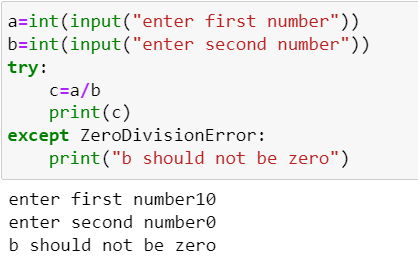 a=int(input("enter first number"))
b=int(input("enter second number"))
try:
    c=a/b
    print(c)
except ZeroDivisionError:
    print("b should not be zero")
enter first number10
enter second number0
b should not be zero